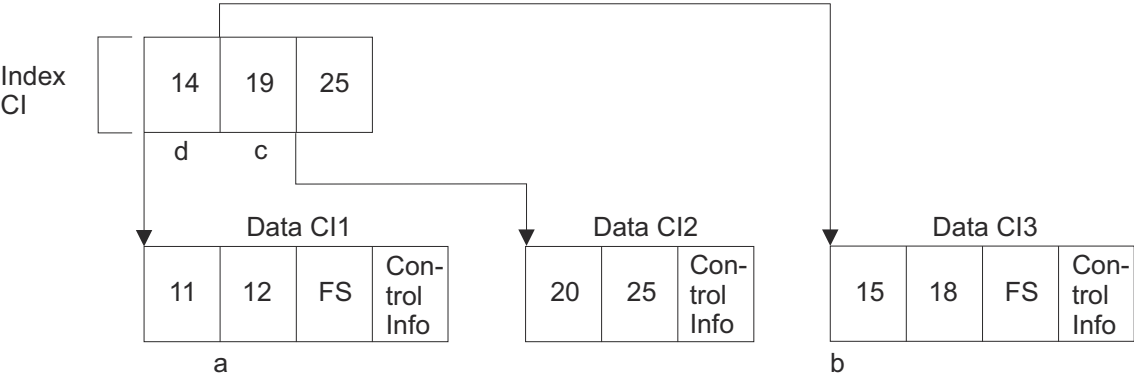 Index
CI
14 19 25
d c
Data CI1 Data CI2 Data CI3
11 12 FS Con-
trol
Info
20 25 Con-
trol
Info
15 18 FS Con-
trol
Info
a b